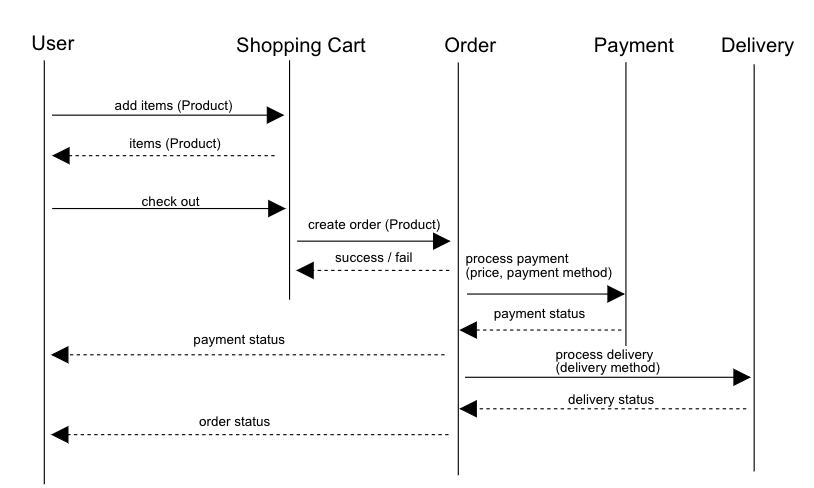 User
Shopping Cart
Order
Payment
Delivery
add items (Product)
items (Product)
check out
create order (Product)
success / fail
process payment
(price, payment method)
payment status
payment status
process delivery
(delivery method)
delivery status
order status